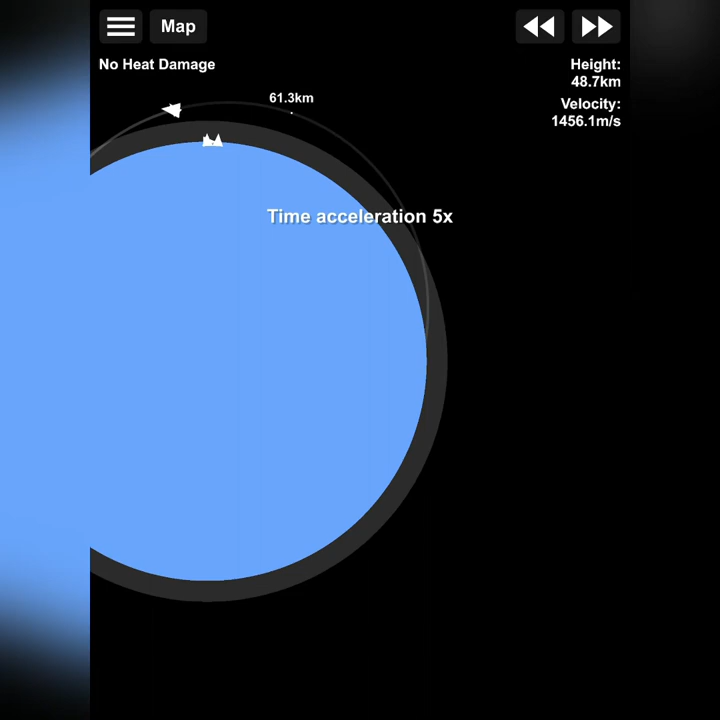 Map
No Heat Damage
Height:
48.7km
Velocity:
1456.1m/s
61.3km
Time acceleration 5x